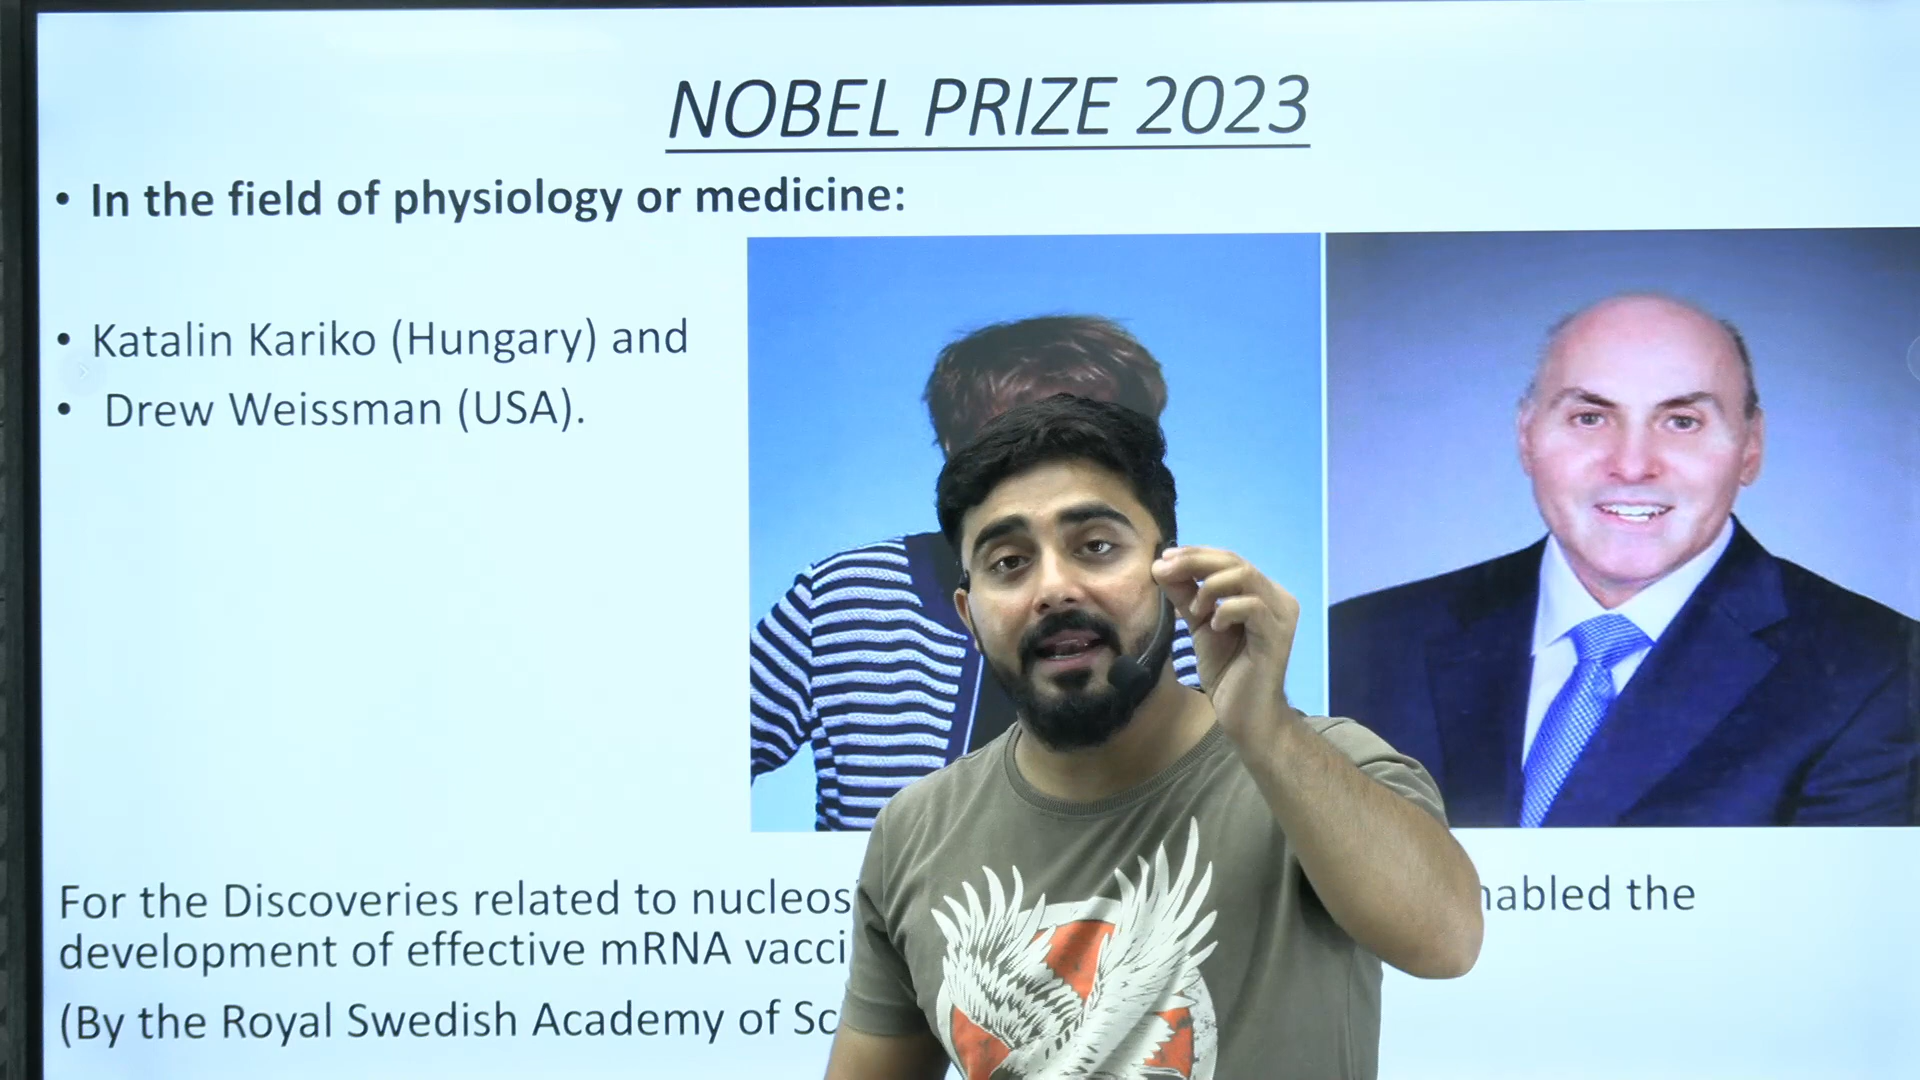 NOBEL PRIZE 2023
• In the field of physiology or medicine:
• Katalin Kariko (Hungary) and
• Drew Weissman (USA).
For the Discoveries related to nucleos nabled the
development of effective mRNA vacci
(By the Royal Swedish Academy of Sc